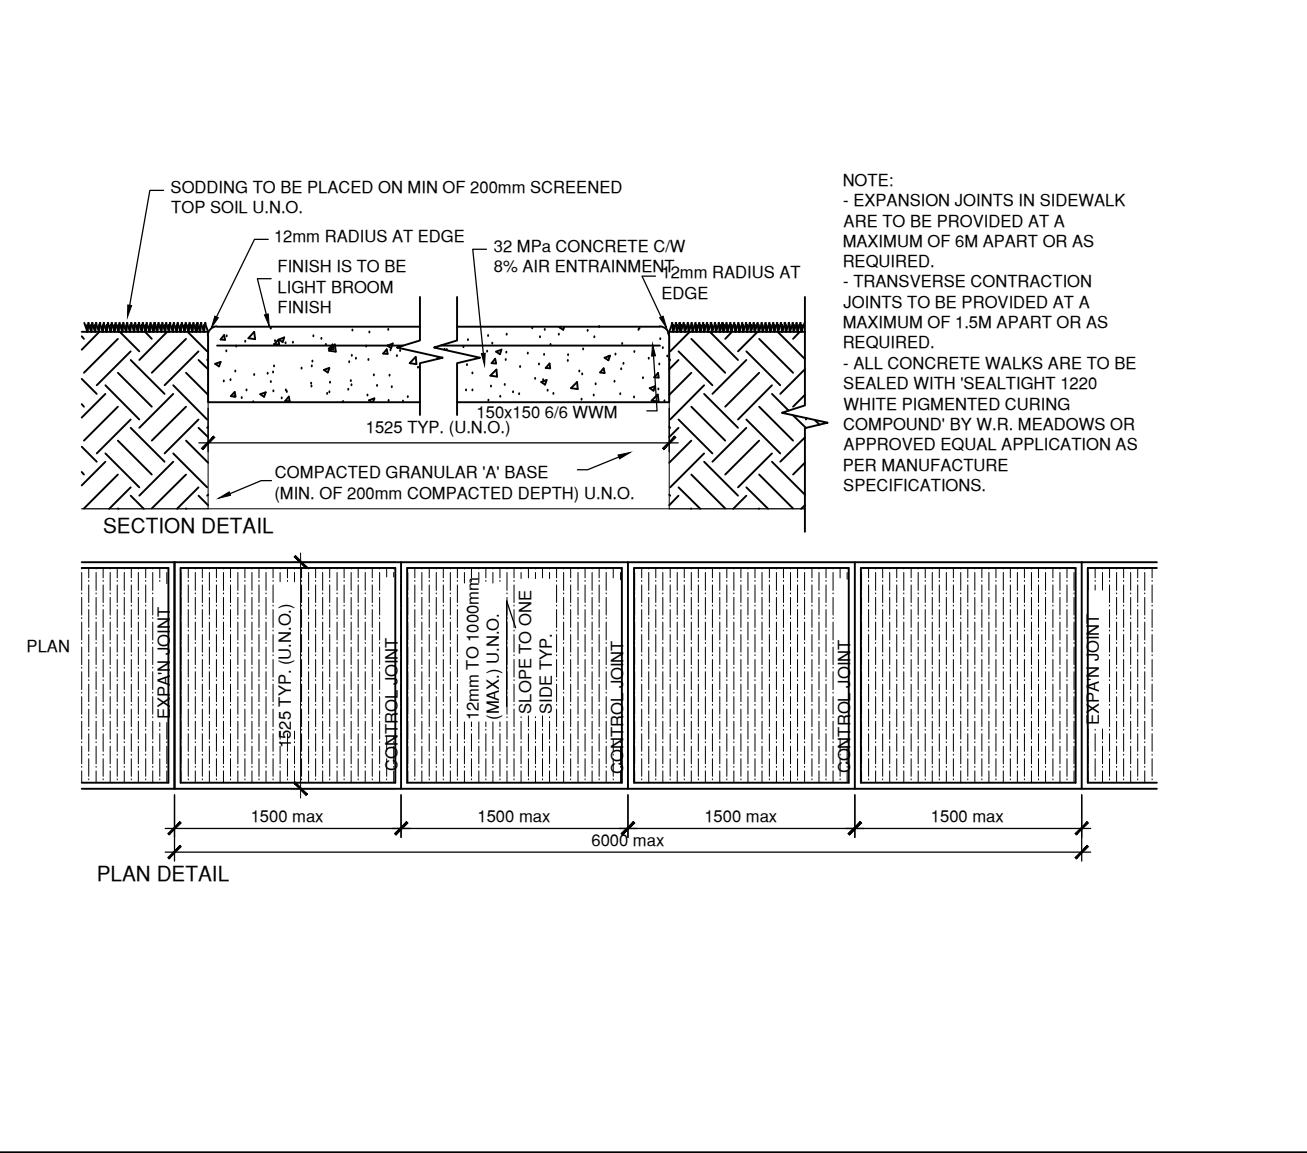 SODDING TO BE PLACED ON MIN OF 200mm SCREENED
TOP SOIL U.N.O.
12mm RADIUS AT EDGE
FINISH IS TO BE
LIGHT BROOM
FINISH
32 MPa CONCRETE C/W
8% AIR ENTRAINMENT
12mm RADIUS AT
EDGE
150x150 6/6 WWM
1525 TYP. (U.N.O.)
COMPACTED GRANULAR 'A' BASE
(MIN. OF 200mm COMPACTED DEPTH) U.N.O.
SECTION DETAIL
NOTE:
- EXPANSION JOINTS IN SIDEWALK
ARE TO BE PROVIDED AT A
MAXIMUM OF 6M APART OR AS
REQUIRED.
- TRANSVERSE CONTRACTION
JOINTS TO BE PROVIDED AT A
MAXIMUM OF 1.5M APART OR AS
REQUIRED.
- ALL CONCRETE WALKS ARE TO BE
SEALED WITH 'SEALTIGHT 1220
WHITE PIGMENTED CURING
COMPOUND' BY W.R. MEADOWS OR
APPROVED EQUAL APPLICATION AS
PER MANUFACTURE
SPECIFICATIONS.
PLAN
EXPA'N JOINT
1525 TYP. (U.N.O.)
CONTROL JOINT
12mm TO 1000mm
(MAX.) U.N.O.
SLOPE TO ONE
SIDE TYP.
CONTROL JOINT
CONTROL JOINT
EXPA'N JOINT
1500 max
1500 max
1500 max
1500 max
6000 max
PLAN DETAIL